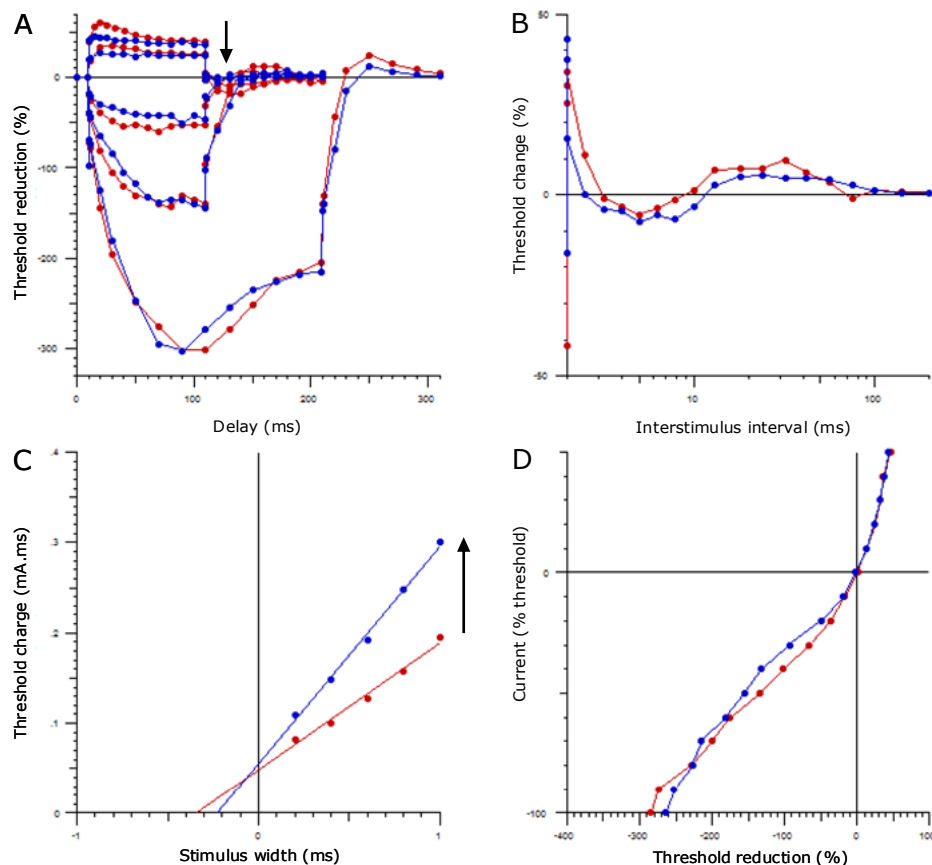 A
0
-100
-200
-300
0
100
200
300
Threshold reduction (%)
Delay (ms)
B
50
0
-50
10
100
Threshold change (%)
Interstimulus interval (ms)
C
.4
.3
.2
.1
0
-1
0
1
Threshold charge (mA.ms)
Stimulus width (ms)
D
0
-100
-400
-300
-200
-100
0
100
Current (% threshold)
Threshold reduction (%)